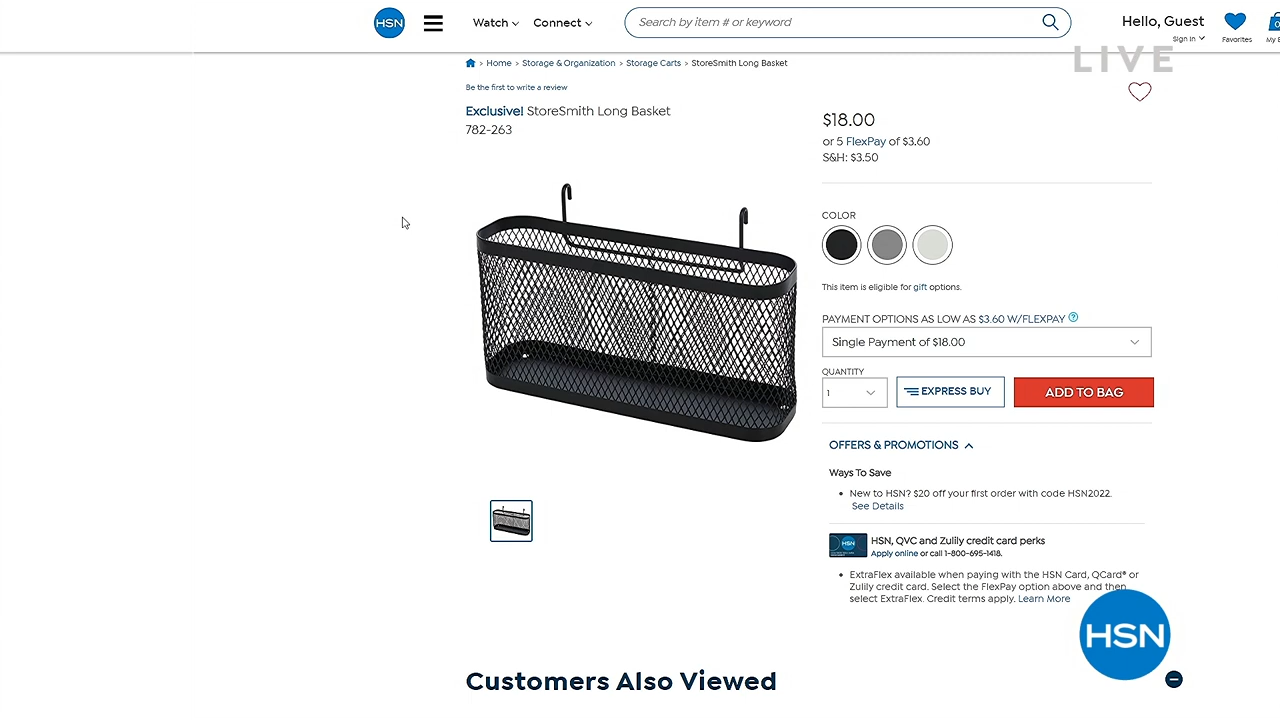 HSN
Watch
Connect
Search by item # or keyword
Hello, Guest
Sign In
Favorites
0
LIVE
> Home > Storage & Organization > Storage Carts > StoreSmith Long Basket
Be the first to write a review
Exclusive! StoreSmith Long Basket
782-263
$18.00
or 5 FlexPay of $3.60
S&H: $3.50
COLOR
This item is eligible for gift options.
PAYMENT OPTIONS AS LOW AS $3.60 W/FLEXPAY ?
Single Payment of $18.00
QUANTITY
1
EXPRESS BUY
ADD TO BAG
OFFERS & PROMOTIONS
Ways To Save
• New to HSN? $20 off your first order with code HSN2022.
See Details
HSN
HSN, QVC and Zulily credit card perks
Apply online or call 1-800-695-1418.
• ExtraFlex available when paying with the HSN Card, QCard® or
Zulily credit card. Select the FlexPay option above and then
select ExtraFlex. Credit terms apply. Learn More
HSN
Customers Also Viewed